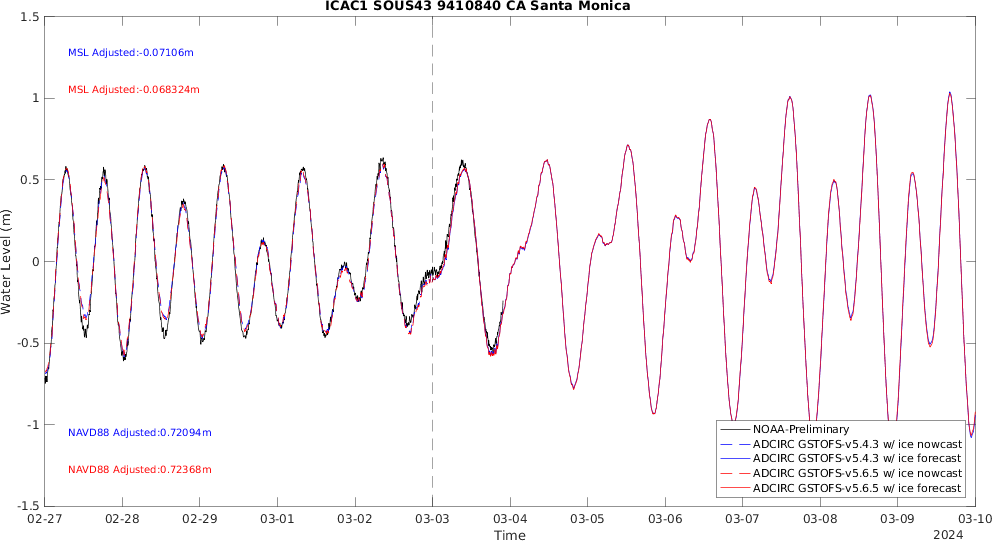 ICAC1 SOUS43 9410840 CA Santa Monica
1.5
1
0.5
0
-0.5
-1
-1.5
Water Level (m)
MSL Adjusted:-0.07106m
MSL Adjusted:-0.068324m
NAVD88 Adjusted:0.72094m
NAVD88 Adjusted:0.72368m
NOAA-Preliminary
ADCIRC GSTOFS-v5.4.3 w/ ice nowcast
ADCIRC GSTOFS-v5.4.3 w/ ice forecast
ADCIRC GSTOFS-v5.6.5 w/ ice nowcast
ADCIRC GSTOFS-v5.6.5 w/ ice forecast
02-27 02-28 02-29 03-01 03-02 03-03 03-04 03-05 03-06 03-07 03-08 03-09 03-10
Time
2024